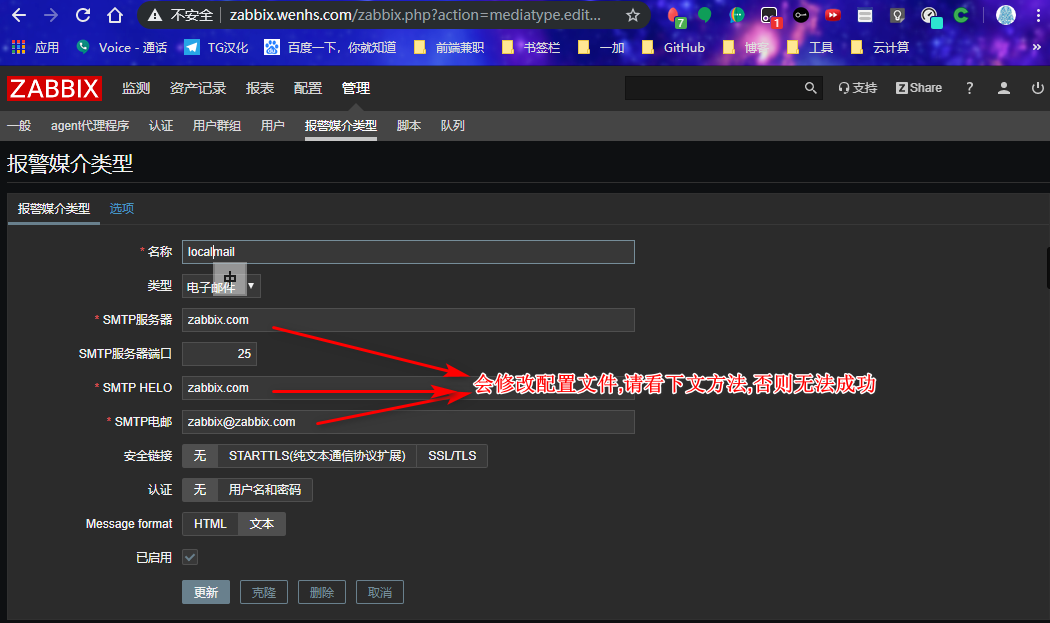 不安全 zabbix.wenhs.com/zabbix.php?action=mediatype.edit... 7 1
应用 Voice - 通话 TG汉化 百度一下，你就知道 前端兼职 书签栏 一加 GitHub 博客 工具 云计算 »
ZABBIX 监测 资产记录 报表 配置 管理 支持 Z Share ?
一般 agent代理程序 认证 用户群组 用户 报警媒介类型 脚本 队列
报警媒介类型
报警媒介类型 选项
* 名称 localmail
类型 电子邮件 中
* SMTP服务器 zabbix.com
SMTP服务器端口 25
* SMTP HELO zabbix.com
会修改配置文件,请看下文方法,否则无法成功
* SMTP电邮 zabbix@zabbix.com
安全链接 无 STARTTLS(纯文本通信协议扩展) SSL/TLS
认证 无 用户名和密码
Message format HTML 文本
已启用
更新 克隆 删除 取消